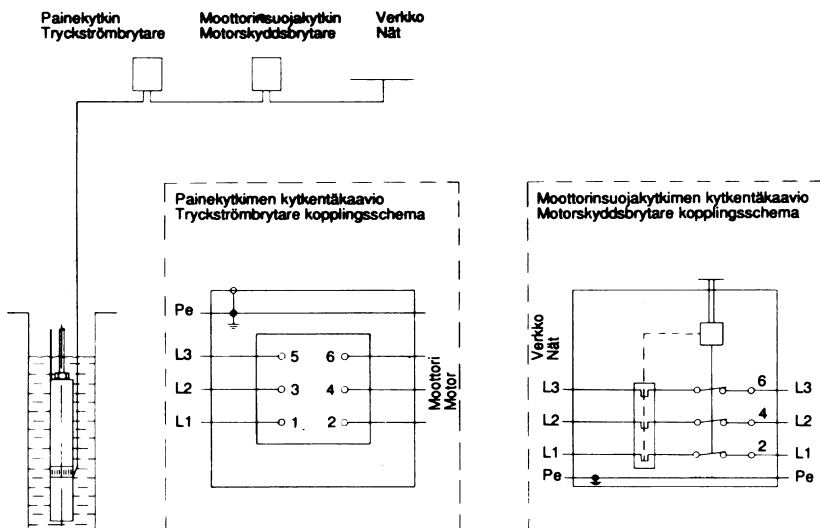 Painekytkin
Tryckströmbrytare
Moottorinsuojakytkin
Motorskyddsbrytare
Verkko
Nät
Painekytkimen kytkentäkaavio
Tryckströmbrytare kopplingsschema
Pe
L3 5 6
L2 3 4
L1 1 2
Moottori
Motor
Moottorinsuojakytkimen kytkentäkaavio
Motorskyddsbrytare kopplingsschema
Verkko
Nät
L3 6 L3
L2 4 L2
L1 2 L1
Pe Pe